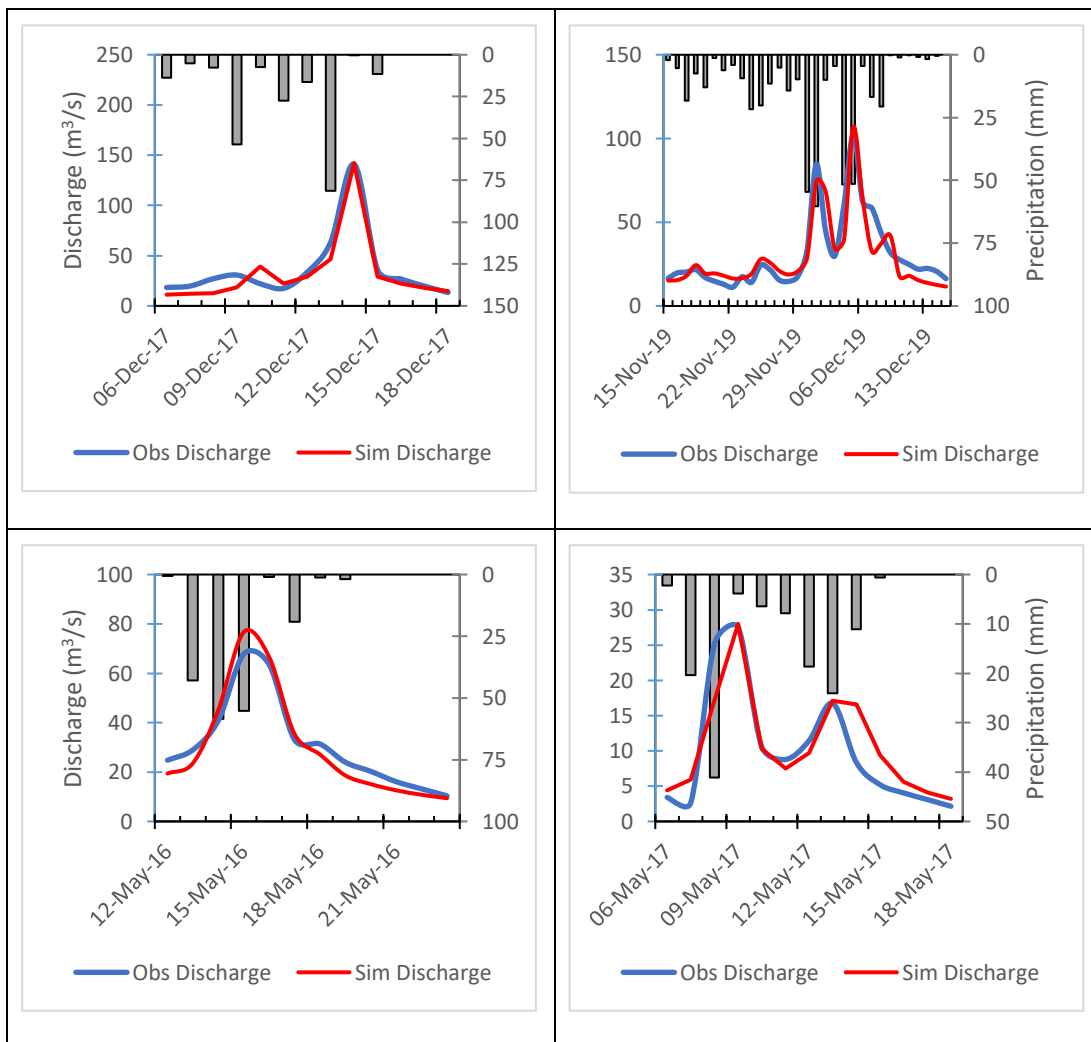 250
200
150
100
50
0
Discharge (m³/s)
0
25
50
75
100
125
150
06-Dec-17
09-Dec-17
12-Dec-17
15-Dec-17
18-Dec-17
Obs Discharge
Sim Discharge
150
100
50
0
0
25
50
75
100
Precipitation (mm)
15-Nov-19
22-Nov-19
29-Nov-19
06-Dec-19
13-Dec-19
Obs Discharge
Sim Discharge
100
80
60
40
20
0
Discharge (m³/s)
0
25
50
75
100
12-May-16
15-May-16
18-May-16
21-May-16
Obs Discharge
Sim Discharge
35
30
25
20
15
10
5
0
0
10
20
30
40
50
Precipitation (mm)
06-May-17
09-May-17
12-May-17
15-May-17
18-May-17
Obs Discharge
Sim Discharge